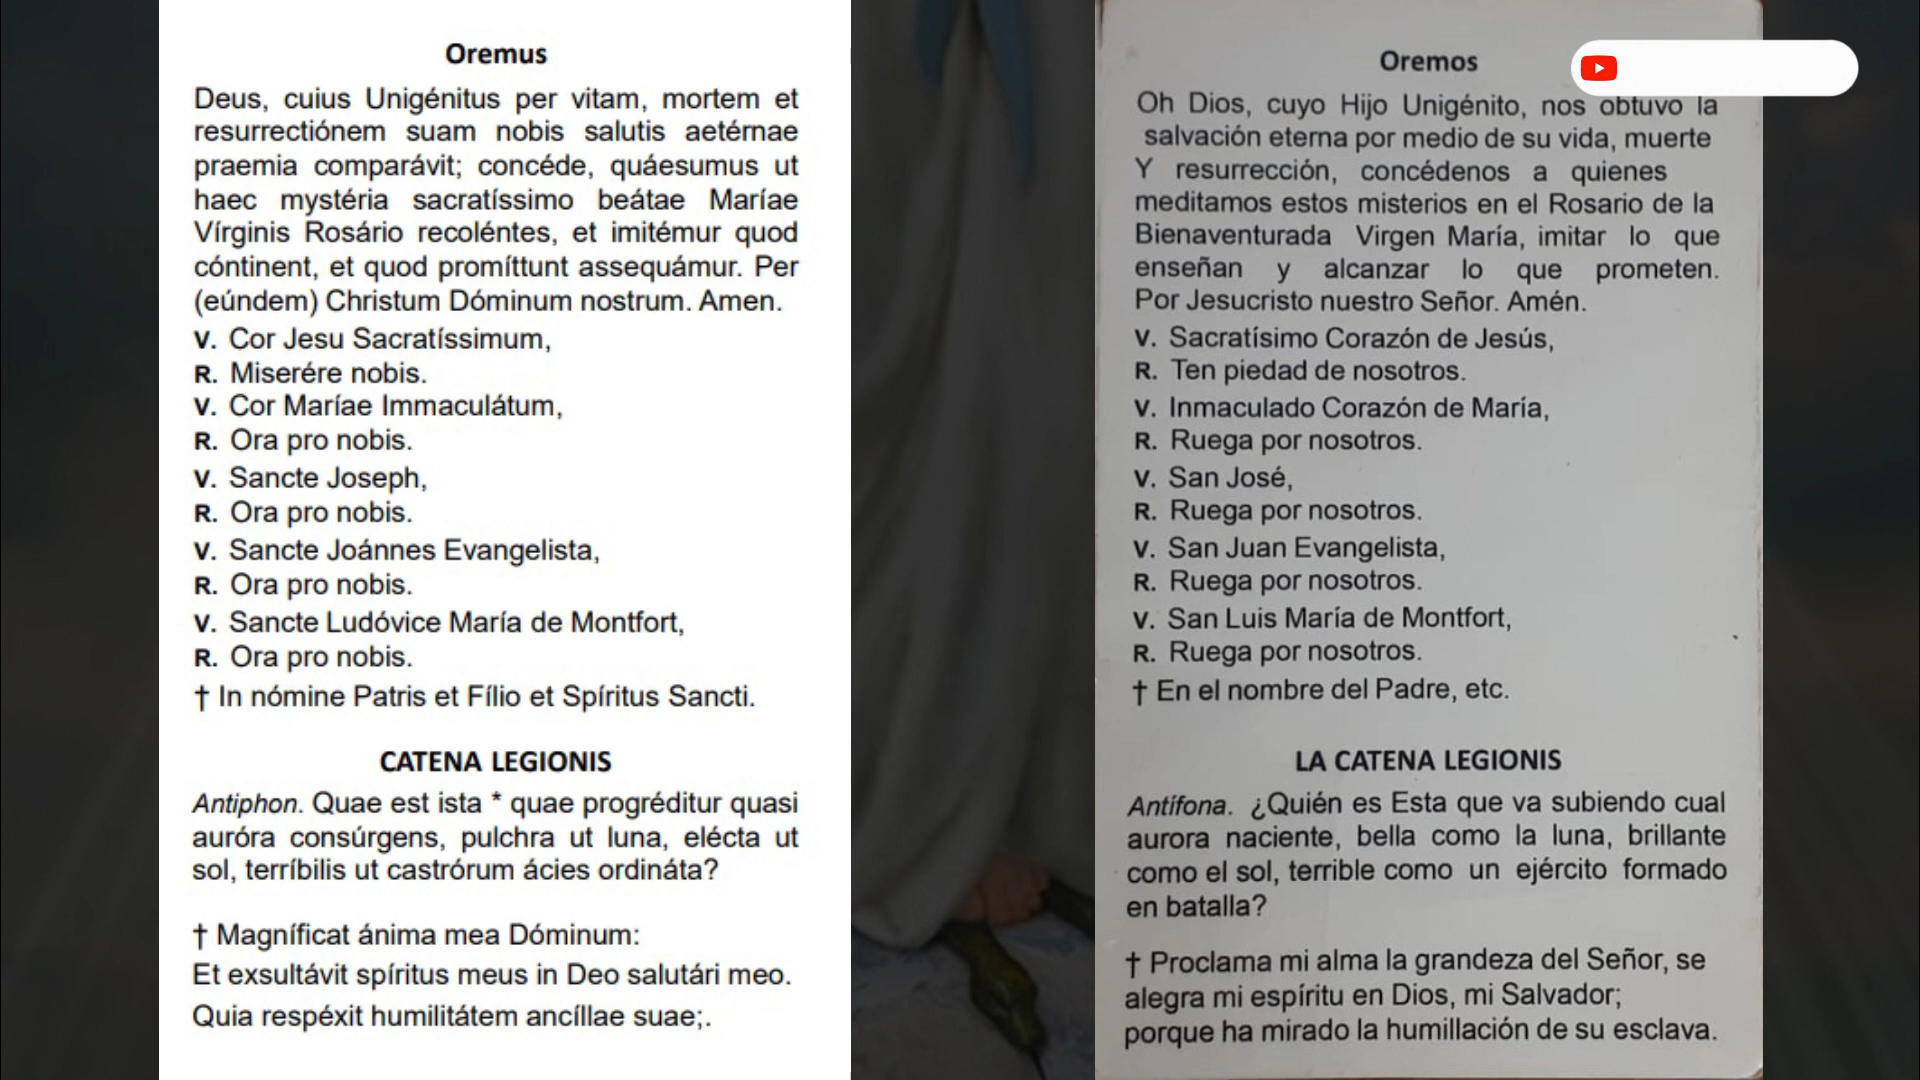 Oremus
Deus, cuius Unigénitus per vitam, mortem et
resurrectiónem suam nobis salutis aetérnae
praemia comparávit; concéde, quáesumus ut
haec mystéria sacratíssimo beátae Maríae
Vírginis Rosário recoléntes, et imitémur quod
cóntinent, et quod promíttunt assequámur. Per
(eúndem) Christum Dóminum nostrum. Amen.
V. Cor Jesu Sacratíssimum,
R. Miserére nobis.
V. Cor Maríae Immaculátum,
R. Ora pro nobis.
V. Sancte Joseph,
R. Ora pro nobis.
V. Sancte Joánnes Evangelista,
R. Ora pro nobis.
V. Sancte Ludóvice María de Montfort,
R. Ora pro nobis.
† In nómine Patris et Fílio et Spíritus Sancti.
CATENA LEGIONIS
Antiphon. Quae est ista * quae progréditur quasi
auróra consúrgens, pulchra ut luna, elécta ut
sol, terríbilis ut castrórum ácies ordináta?
† Magníficat ánima mea Dóminum:
Et exsultávit spíritus meus in Deo salutári meo.
Quia respéxit humilitátem ancíllae suae;.
Oremos
Oh Dios, cuyo Hijo Unigénito, nos obtuvo la
salvación eterna por medio de su vida, muerte
Y resurrección, concédenos a quienes
meditamos estos misterios en el Rosario de la
Bienaventurada Virgen María, imitar lo que
enseñan y alcanzar lo que prometen.
Por Jesucristo nuestro Señor. Amén.
V. Sacratísimo Corazón de Jesús,
R. Ten piedad de nosotros.
V. Inmaculado Corazón de María,
R. Ruega por nosotros.
V. San José,
R. Ruega por nosotros.
V. San Juan Evangelista,
R. Ruega por nosotros.
V. San Luis María de Montfort,
R. Ruega por nosotros.
† En el nombre del Padre, etc.
LA CATENA LEGIONIS
Antífona. ¿Quién es Esta que va subiendo cual
aurora naciente, bella como la luna, brillante
como el sol, terrible como un ejército formado
en batalla?
† Proclama mi alma la grandeza del Señor, se
alegra mi espíritu en Dios, mi Salvador;
porque ha mirado la humillación de su esclava.